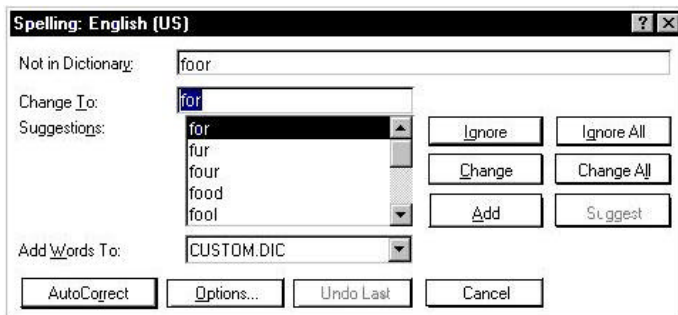 Spelling: English (US)
Not in Dictionary: foor
Change To: for
Suggestions: for Ignore Ignore All
fur
four Change Change All
food
fool Add Suggest
Add Words To: CUSTOM.DIC
AutoCorrect Options... Undo Last Cancel